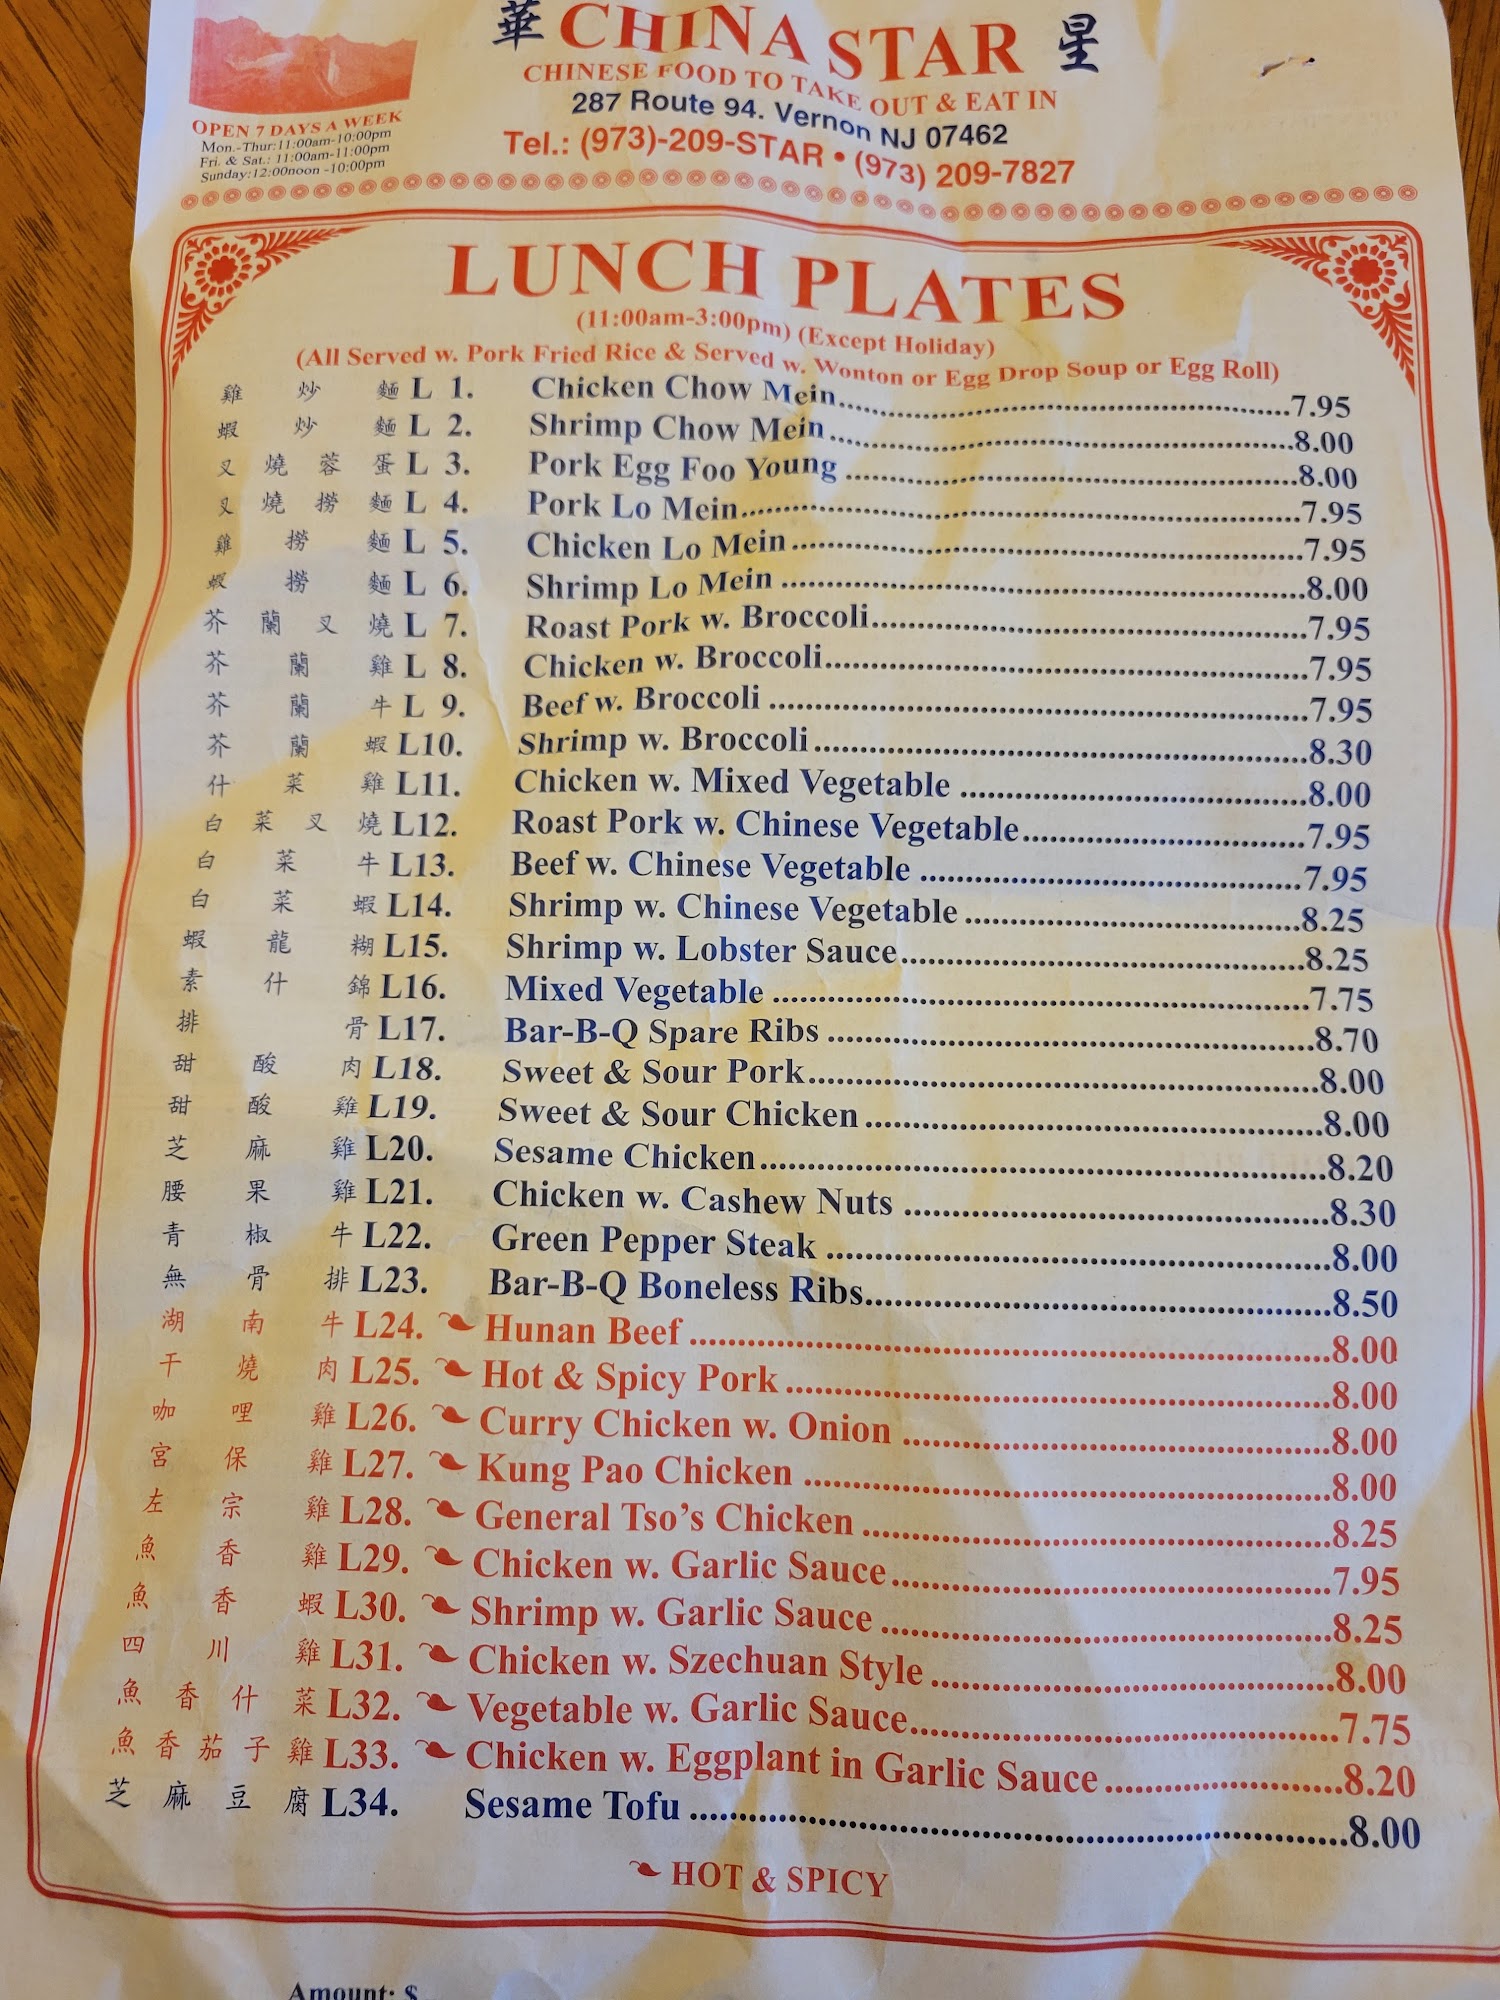 華 CHINA STAR 星
CHINESE FOOD TO TAKE OUT & EAT IN
287 Route 94. Vernon NJ 07462
Tel.: (973)-209-STAR • (973) 209-7827
OPEN 7 DAYS A WEEK
Mon.-Thur:11:00am-10:00pm
Fri. & Sat.: 11:00am-11:00pm
Sunday:12:00noon -10:00pm
LUNCH PLATES
(11:00am-3:00pm) (Except Holiday)
(All Served w. Pork Fried Rice & Served w. Wonton or Egg Drop Soup or Egg Roll)
雞炒麵 L 1. Chicken Chow Mein 7.95
蝦炒麵 L 2. Shrimp Chow Mein 8.00
叉燒蓉蛋 L 3. Pork Egg Foo Young 8.00
叉燒撈麵 L 4. Pork Lo Mein 7.95
雞撈麵 L 5. Chicken Lo Mein 7.95
蝦撈麵 L 6. Shrimp Lo Mein 8.00
芥蘭叉燒 L 7. Roast Pork w. Broccoli 7.95
芥蘭雞 L 8. Chicken w. Broccoli 7.95
芥蘭牛 L 9. Beef w. Broccoli 7.95
芥蘭蝦 L10. Shrimp w. Broccoli 8.30
什菜雞 L11. Chicken w. Mixed Vegetable 8.00
白菜叉燒 L12. Roast Pork w. Chinese Vegetable 7.95
白菜牛 L13. Beef w. Chinese Vegetable 7.95
白菜蝦 L14. Shrimp w. Chinese Vegetable 8.25
蝦龍糊 L15. Shrimp w. Lobster Sauce 8.25
素什錦 L16. Mixed Vegetable 7.75
排骨 L17. Bar-B-Q Spare Ribs 8.70
甜酸肉 L18. Sweet & Sour Pork 8.00
甜酸雞 L19. Sweet & Sour Chicken 8.00
芝麻雞 L20. Sesame Chicken 8.20
腰果雞 L21. Chicken w. Cashew Nuts 8.30
青椒牛 L22. Green Pepper Steak 8.00
無骨排 L23. Bar-B-Q Boneless Ribs 8.50
湖南牛 L24. Hunan Beef 8.00
干燒肉 L25. Hot & Spicy Pork 8.00
咖哩雞 L26. Curry Chicken w. Onion 8.00
宮保雞 L27. Kung Pao Chicken 8.00
左宗雞 L28. General Tso's Chicken 8.25
魚香雞 L29. Chicken w. Garlic Sauce 7.95
魚香蝦 L30. Shrimp w. Garlic Sauce 8.25
四川雞 L31. Chicken w. Szechuan Style 8.00
魚香什菜 L32. Vegetable w. Garlic Sauce 7.75
魚香茄子雞 L33. Chicken w. Eggplant in Garlic Sauce 8.20
芝麻豆腐 L34. Sesame Tofu 8.00
HOT & SPICY
Amount: $